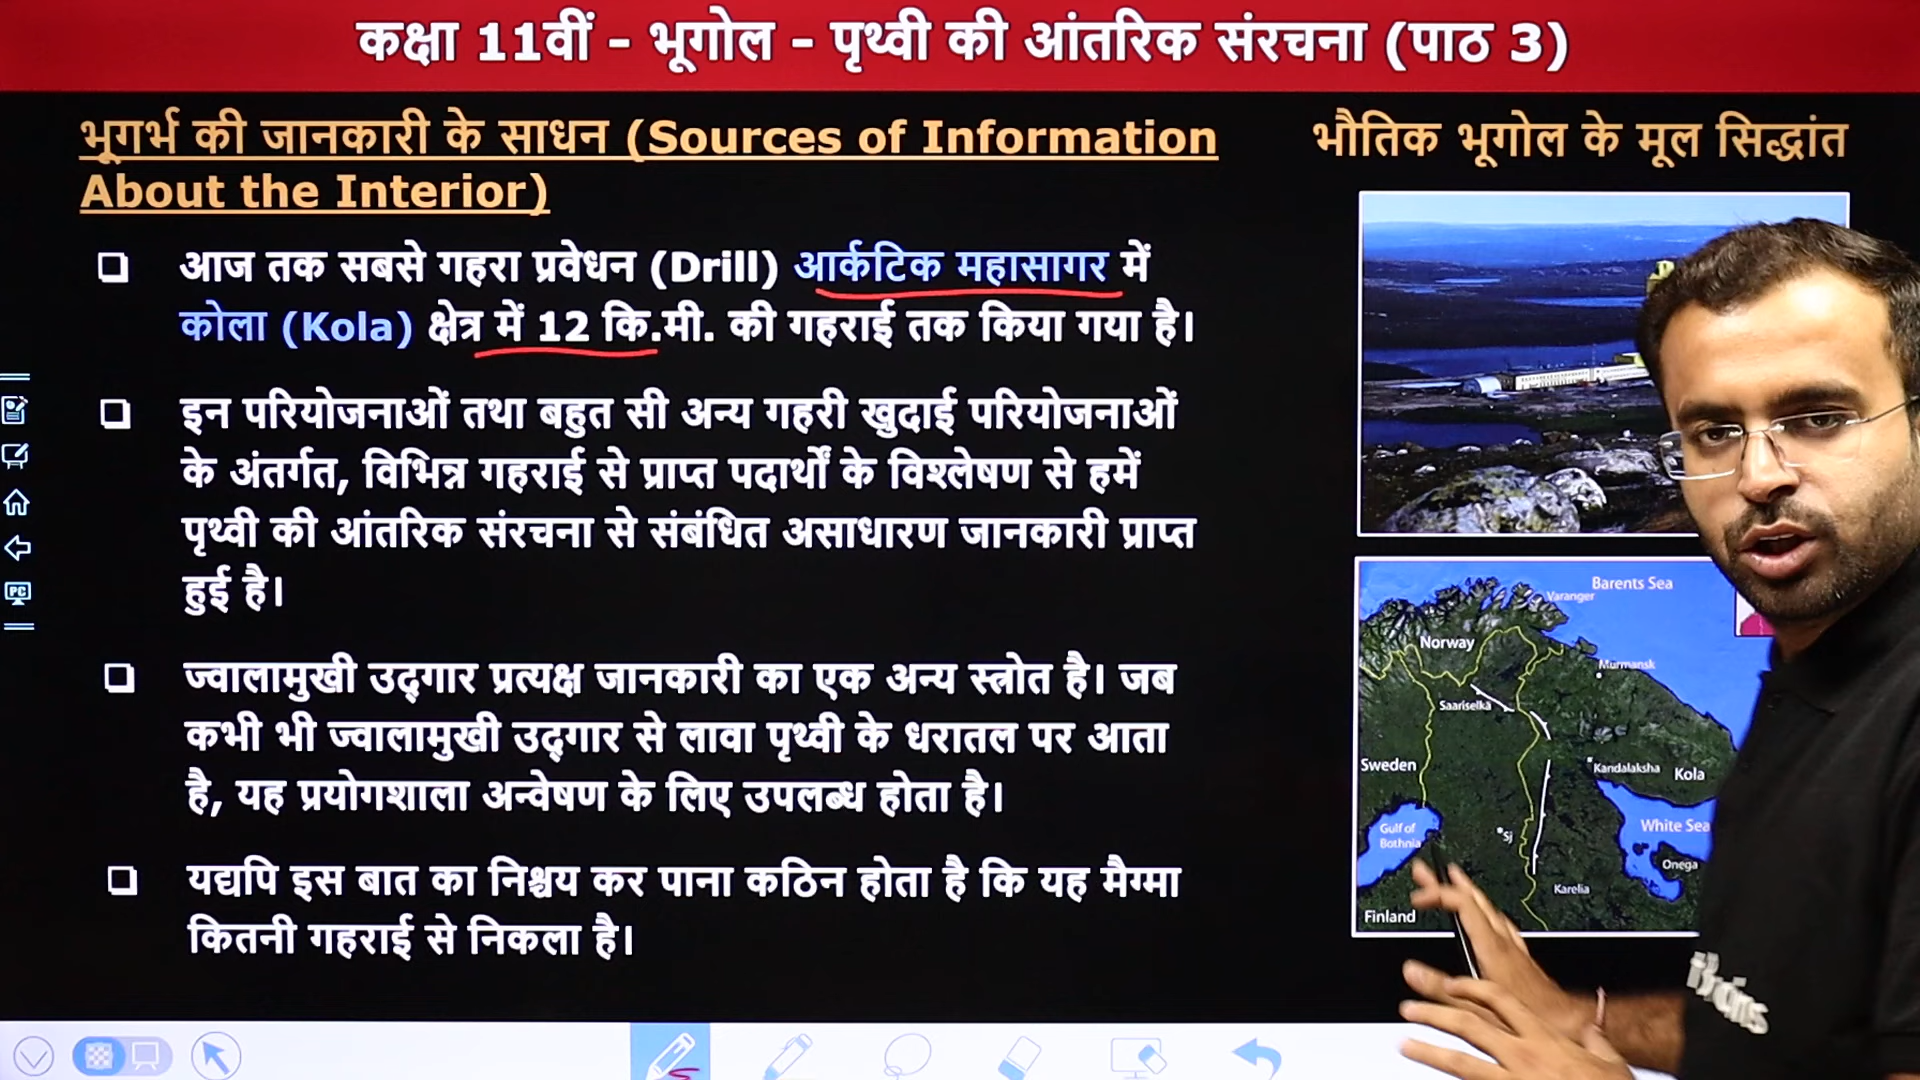 कक्षा 11वीं - भूगोल - पृथ्वी की आंतरिक संरचना (पाठ 3)
भूगर्भ की जानकारी के साधन (Sources of Information
About the Interior)
आज तक सबसे गहरा प्रवेधन (Drill) आर्कटिक महासागर में
कोला (Kola) क्षेत्र में 12 कि.मी. की गहराई तक किया गया है।
इन परियोजनाओं तथा बहुत सी अन्य गहरी खुदाई परियोजनाओं
के अंतर्गत, विभिन्न गहराई से प्राप्त पदार्थों के विश्लेषण से हमें
पृथ्वी की आंतरिक संरचना से संबंधित असाधारण जानकारी प्राप्त
हुई है।
ज्वालामुखी उद्‌गार प्रत्यक्ष जानकारी का एक अन्य स्त्रोत है। जब
कभी भी ज्वालामुखी उद्‌गार से लावा पृथ्वी के धरातल पर आता
है, यह प्रयोगशाला अन्वेषण के लिए उपलब्ध होता है।
यद्यपि इस बात का निश्चय कर पाना कठिन होता है कि यह मैग्मा
कितनी गहराई से निकला है।
भौतिक भूगोल के मूल सिद्धांत
Barents Sea
Varanger
Norway
Murmansk
Saariselkä
Sweden
Kandalaksha
Kola
Gulf of
Bothnia
Sj
White Sea
Onega
Karelia
Finland
PC